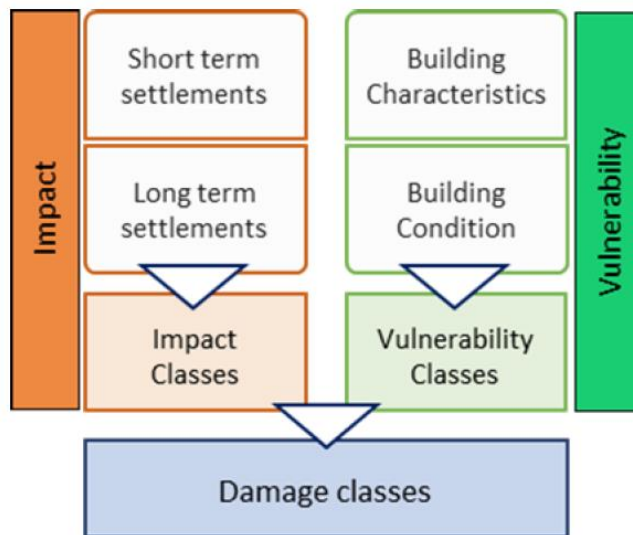 Impact
Short term
settlements
Long term
settlements
Impact
Classes
Building
Characteristics
Building
Condition
Vulnerability
Classes
Vulnerability
Damage classes